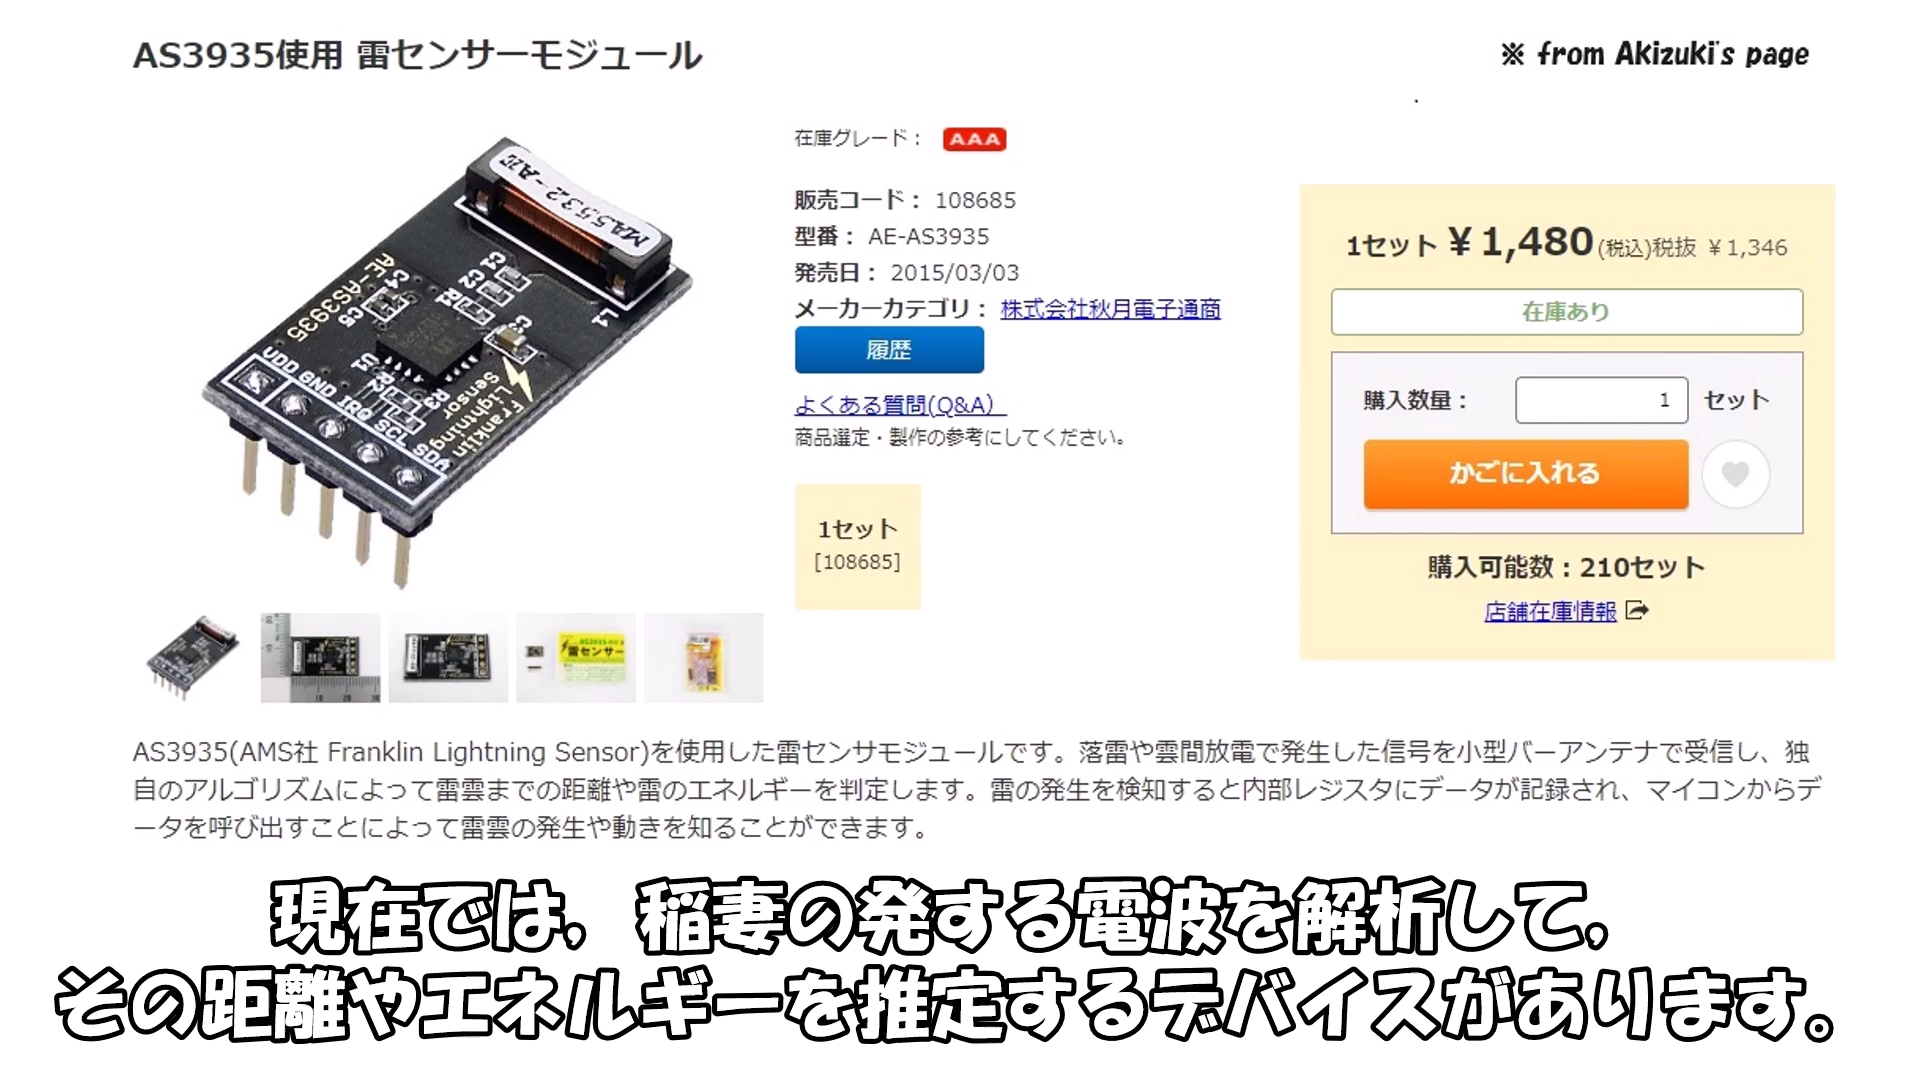 AS3935使用 雷センサーモジュール
※ from Akizuki's page
MA5532-AE
AE-AS3935
C4
C5
C1
C2
R1
L1
U1
R2
R3
Franklin
Lightning
Sensor
VDD GND IRQ SCL SDA
在庫グレード： AAA
販売コード： 108685
型番： AE-AS3935
発売日： 2015/03/03
メーカーカテゴリ： 株式会社秋月電子通商
履歴
よくある質問(Q&A)
商品選定・製作の参考にしてください。
1セット
[108685]
1セット ¥ 1,480 (税込)税抜 ¥ 1,346
在庫あり
購入数量： 1 セット
かごに入れる
購入可能数：210セット
店舗在庫情報
雷センサー
AS3935(AMS社 Franklin Lightning Sensor)を使用した雷センサモジュールです。落雷や雲間放電で発生した信号を小型バーアンテナで受信し、独
自のアルゴリズムによって雷雲までの距離や雷のエネルギーを判定します。雷の発生を検知すると内部レジスタにデータが記録され、マイコンからデ
ータを呼び出すことによって雷雲の発生や動きを知ることができます。
現在では, 稲妻の発する電波を解析して,
その距離やエネルギーを推定するデバイスがあります。